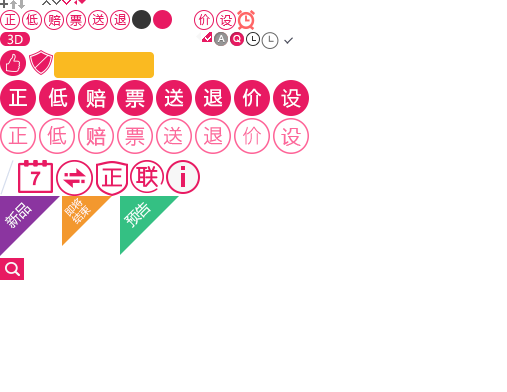 正 低 赔 票 送 退 价 设
3D A Q
正 低 赔 票 送 退 价 设
正 低 赔 票 送 退 价 设
7 正 联 i
新品 即将结束 预告